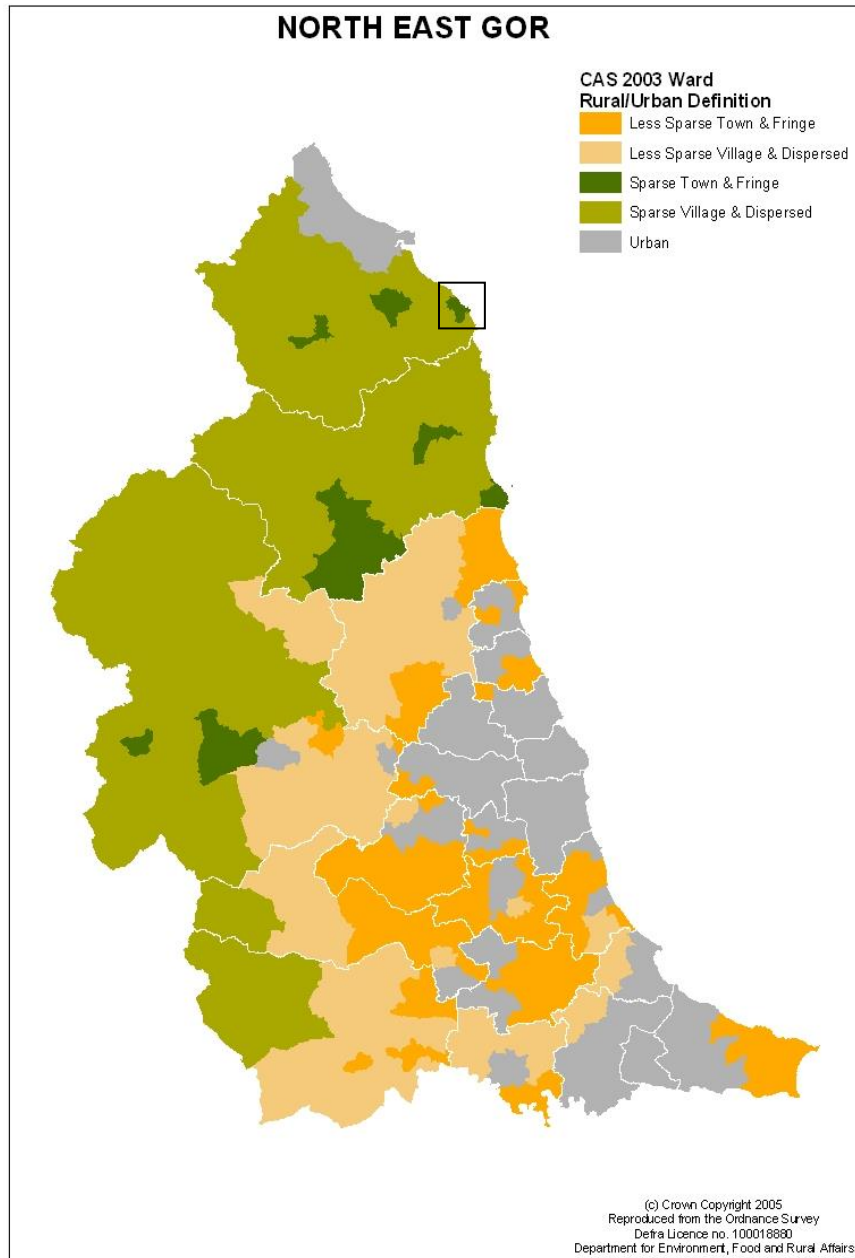 NORTH EAST GOR
CAS 2003 Ward
Rural/Urban Definition
Less Sparse Town & Fringe
Less Sparse Village & Dispersed
Sparse Town & Fringe
Sparse Village & Dispersed
Urban
(c) Crown Copyright 2005
Reproduced from the Ordnance Survey
Defra Licence no. 100018880
Department for Environment, Food and Rural Affairs